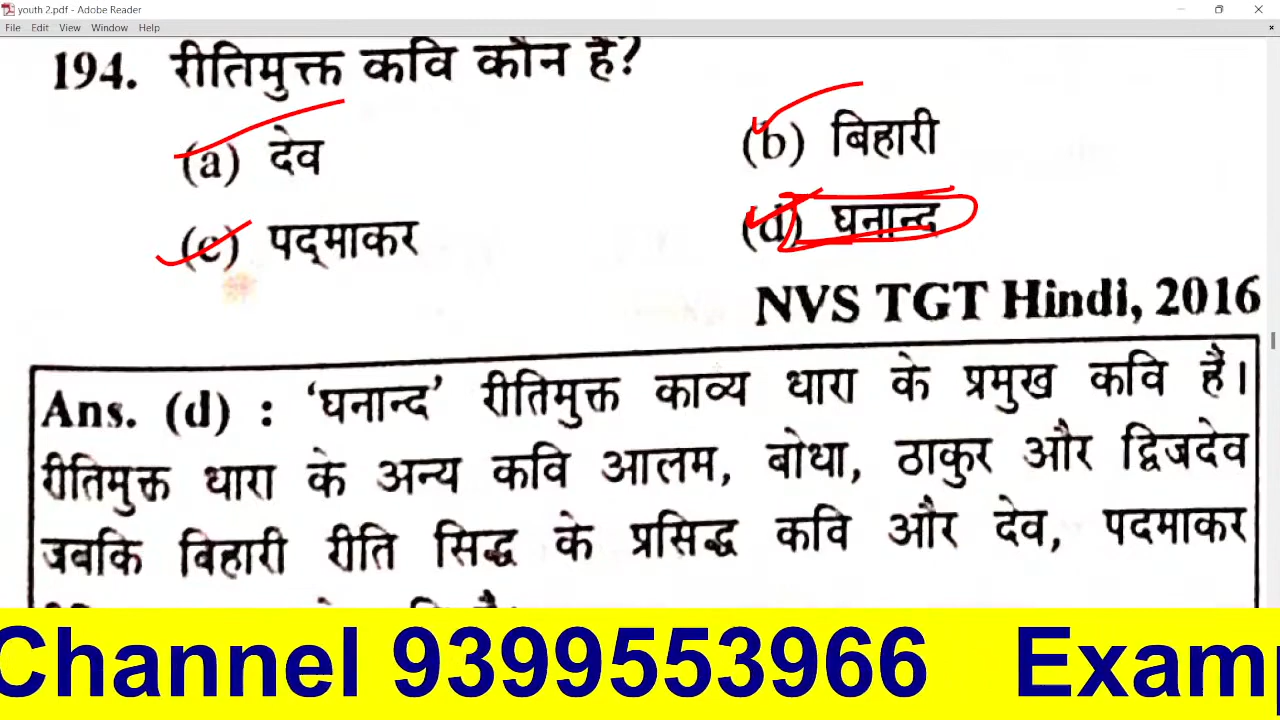 youth 2.pdf - Adobe Reader
File Edit View Window Help
194. रीतिमुक्त कवि कौन हैं?
(a) देव (b) बिहारी
(c) पद्माकर (d) घनान्द
NVS TGT Hindi, 2016
Ans. (d) : ‘घनान्द’ रीतिमुक्त काव्य धारा के प्रमुख कवि हैं।
रीतिमुक्त धारा के अन्य कवि आलम, बोधा, ठाकुर और द्विजदेव
जबकि विहारी रीति सिद्ध के प्रसिद्ध कवि और देव, पदमाकर
Channel 9399553966 Examp